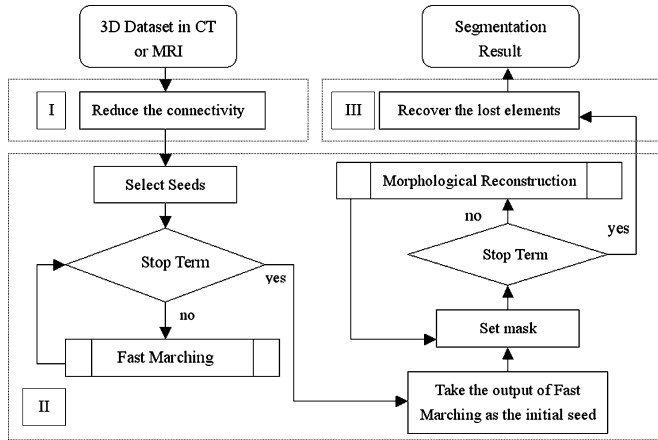 3D Dataset in CT
or MRI
I
Reduce the connectivity
Select Seeds
Stop Term
yes
no
Fast Marching
II
Segmentation
Result
III
Recover the lost elements
Morphological Reconstruction
no
yes
Stop Term
Set mask
Take the output of Fast
Marching as the initial seed